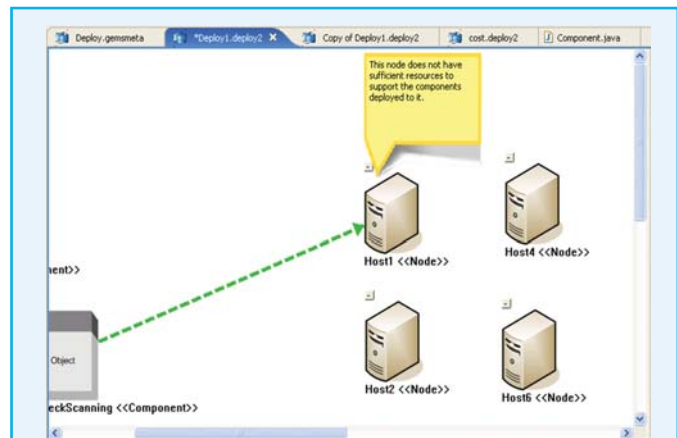 Deploy.gemsmeta
*Deploy1.deploy2
Copy of Deploy1.deploy2
cost.deploy2
Component.java
This node does not have
sufficient resources to
support the components
deployed to it.
Host1 <<Node>>
Host4 <<Node>>
nent>>
Object
Host2 <<Node>>
Host6 <<Node>>
eckScanning <<Component>>